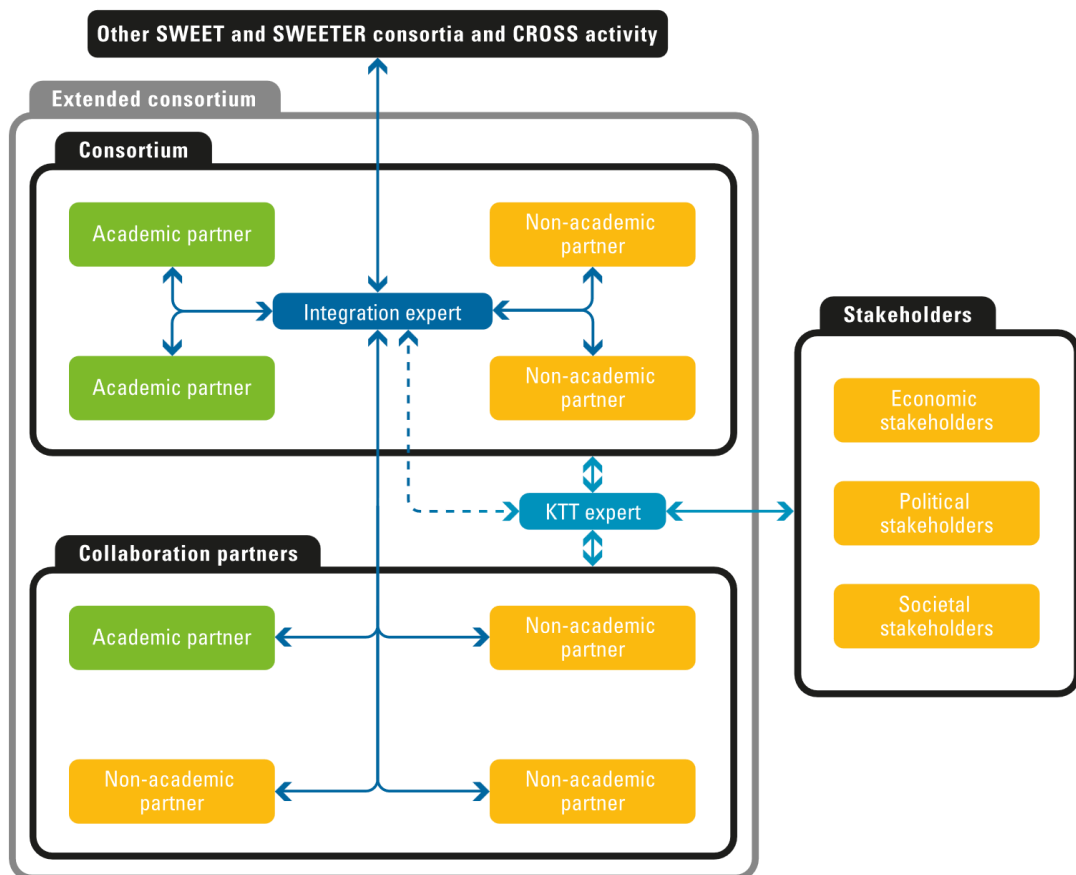 Other SWEET and SWEETER consortia and CROSS activity
Extended consortium
Consortium
Academic partner
Non-academic
partner
Integration expert
Academic partner
Non-academic
partner
KTT expert
Stakeholders
Economic
stakeholders
Political
stakeholders
Societal
stakeholders
Collaboration partners
Academic partner
Non-academic
partner
Non-academic
partner
Non-academic
partner